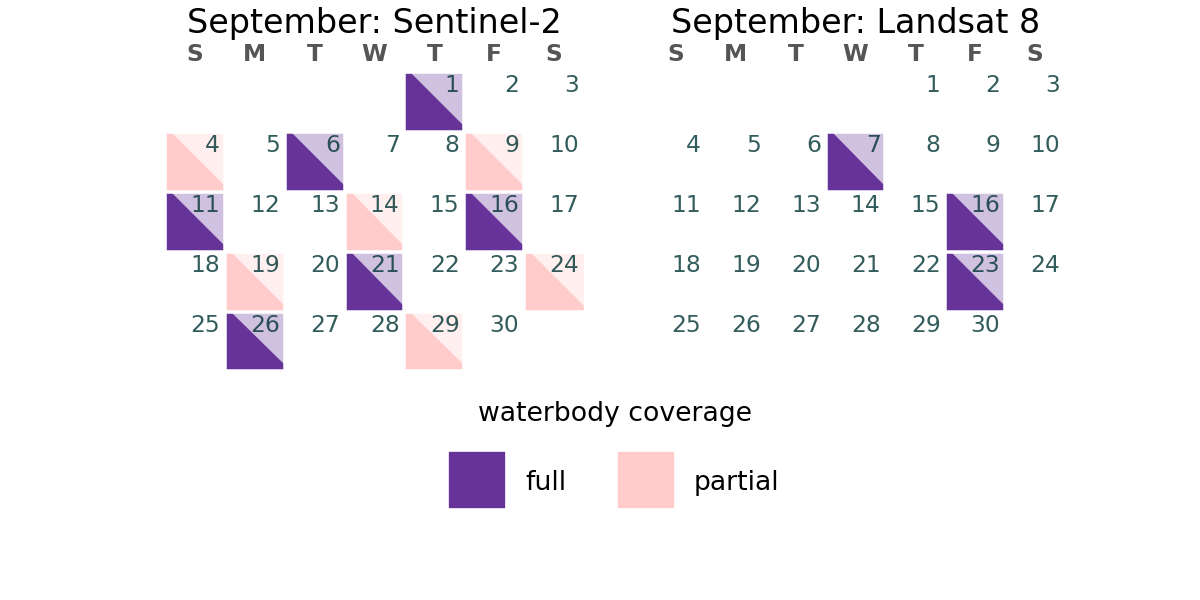 September: Sentinel-2
S M T W T F S
1 2 3
4 5 6 7 8 9 10
11 12 13 14 15 16 17
18 19 20 21 22 23 24
25 26 27 28 29 30
September: Landsat 8
S M T W T F S
1 2 3
4 5 6 7 8 9 10
11 12 13 14 15 16 17
18 19 20 21 22 23 24
25 26 27 28 29 30
waterbody coverage
full partial